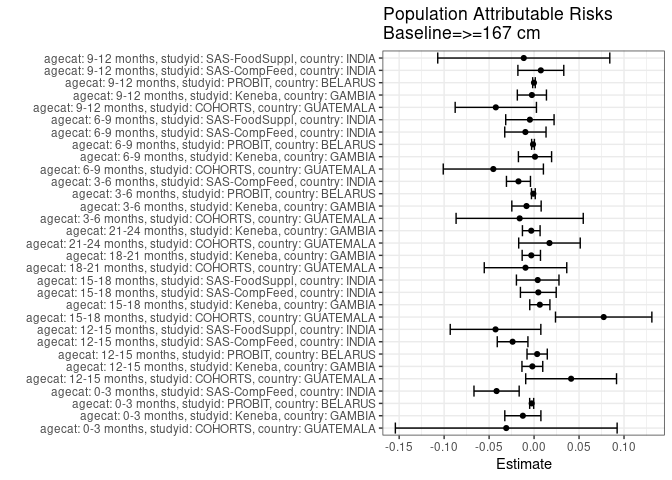 Population Attributable Risks
Baseline=>=167 cm
agecat: 9-12 months, studyid: SAS-FoodSuppl, country: INDIA
agecat: 9-12 months, studyid: SAS-CompFeed, country: INDIA
agecat: 9-12 months, studyid: PROBIT, country: BELARUS
agecat: 9-12 months, studyid: Keneba, country: GAMBIA
agecat: 9-12 months, studyid: COHORTS, country: GUATEMALA
agecat: 6-9 months, studyid: SAS-FoodSuppl, country: INDIA
agecat: 6-9 months, studyid: SAS-CompFeed, country: INDIA
agecat: 6-9 months, studyid: PROBIT, country: BELARUS
agecat: 6-9 months, studyid: Keneba, country: GAMBIA
agecat: 6-9 months, studyid: COHORTS, country: GUATEMALA
agecat: 3-6 months, studyid: SAS-CompFeed, country: INDIA
agecat: 3-6 months, studyid: PROBIT, country: BELARUS
agecat: 3-6 months, studyid: Keneba, country: GAMBIA
agecat: 3-6 months, studyid: COHORTS, country: GUATEMALA
agecat: 21-24 months, studyid: Keneba, country: GAMBIA
agecat: 21-24 months, studyid: COHORTS, country: GUATEMALA
agecat: 18-21 months, studyid: Keneba, country: GAMBIA
agecat: 18-21 months, studyid: COHORTS, country: GUATEMALA
agecat: 15-18 months, studyid: SAS-FoodSuppl, country: INDIA
agecat: 15-18 months, studyid: SAS-CompFeed, country: INDIA
agecat: 15-18 months, studyid: Keneba, country: GAMBIA
agecat: 15-18 months, studyid: COHORTS, country: GUATEMALA
agecat: 12-15 months, studyid: SAS-FoodSuppl, country: INDIA
agecat: 12-15 months, studyid: SAS-CompFeed, country: INDIA
agecat: 12-15 months, studyid: PROBIT, country: BELARUS
agecat: 12-15 months, studyid: Keneba, country: GAMBIA
agecat: 12-15 months, studyid: COHORTS, country: GUATEMALA
agecat: 0-3 months, studyid: SAS-CompFeed, country: INDIA
agecat: 0-3 months, studyid: PROBIT, country: BELARUS
agecat: 0-3 months, studyid: Keneba, country: GAMBIA
agecat: 0-3 months, studyid: COHORTS, country: GUATEMALA
-0.15 -0.10 -0.05 0.00 0.05 0.10
Estimate